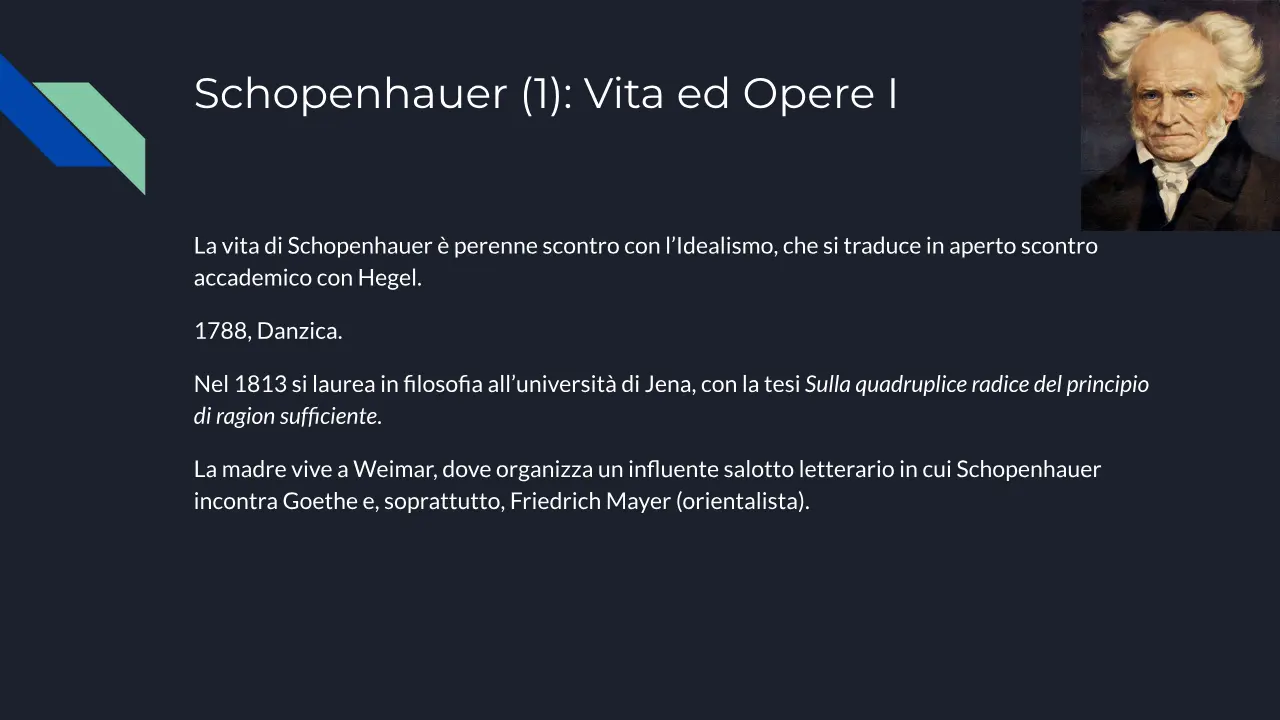 Schopenhauer (1): Vita ed Opere I
La vita di Schopenhauer è perenne scontro con l’Idealismo, che si traduce in aperto scontro
accademico con Hegel.
1788, Danzica.
Nel 1813 si laurea in filosofia all’università di Jena, con la tesi Sulla quadruplice radice del principio
di ragion sufficiente.
La madre vive a Weimar, dove organizza un influente salotto letterario in cui Schopenhauer
incontra Goethe e, soprattutto, Friedrich Mayer (orientalista).